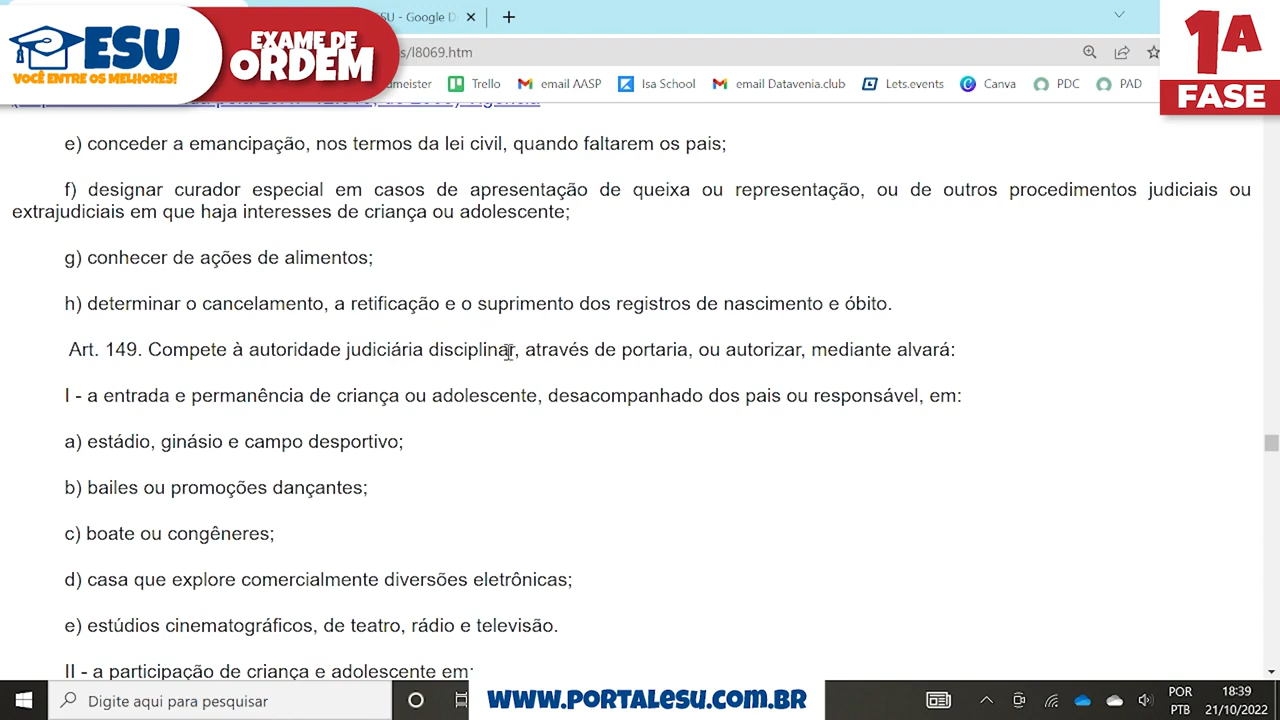 ESU
VOCÊ ENTRE OS MELHORES!
EXAME DE
ORDEM
SU - Google D
1A
FASE
s/l8069.htm
meister Trello email AASP Isa School email Datavenia.club Lets.events Canva PDC PAD
e) conceder a emancipação, nos termos da lei civil, quando faltarem os pais;
f) designar curador especial em casos de apresentação de queixa ou representação, ou de outros procedimentos judiciais ou
extrajudiciais em que haja interesses de criança ou adolescente;
g) conhecer de ações de alimentos;
h) determinar o cancelamento, a retificação e o suprimento dos registros de nascimento e óbito.
Art. 149. Compete à autoridade judiciária disciplinar, através de portaria, ou autorizar, mediante alvará:
I - a entrada e permanência de criança ou adolescente, desacompanhado dos pais ou responsável, em:
a) estádio, ginásio e campo desportivo;
b) bailes ou promoções dançantes;
c) boate ou congêneres;
d) casa que explore comercialmente diversões eletrônicas;
e) estúdios cinematográficos, de teatro, rádio e televisão.
II - a participação de criança e adolescente em:
Digite aqui para pesquisar
WWW.PORTALESU.COM.BR
POR
PTB
18:39
21/10/2022